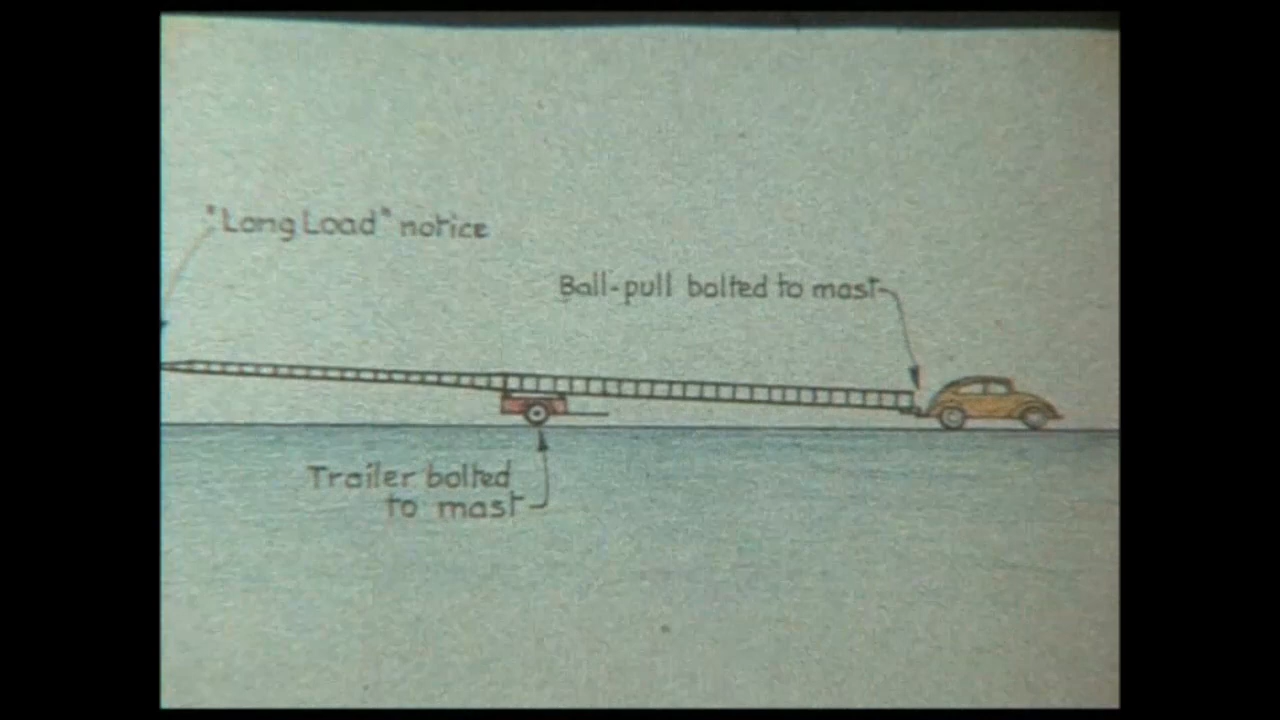 "Long Load" notice
Ball-pull bolted to mast
Trailer bolted
to mast